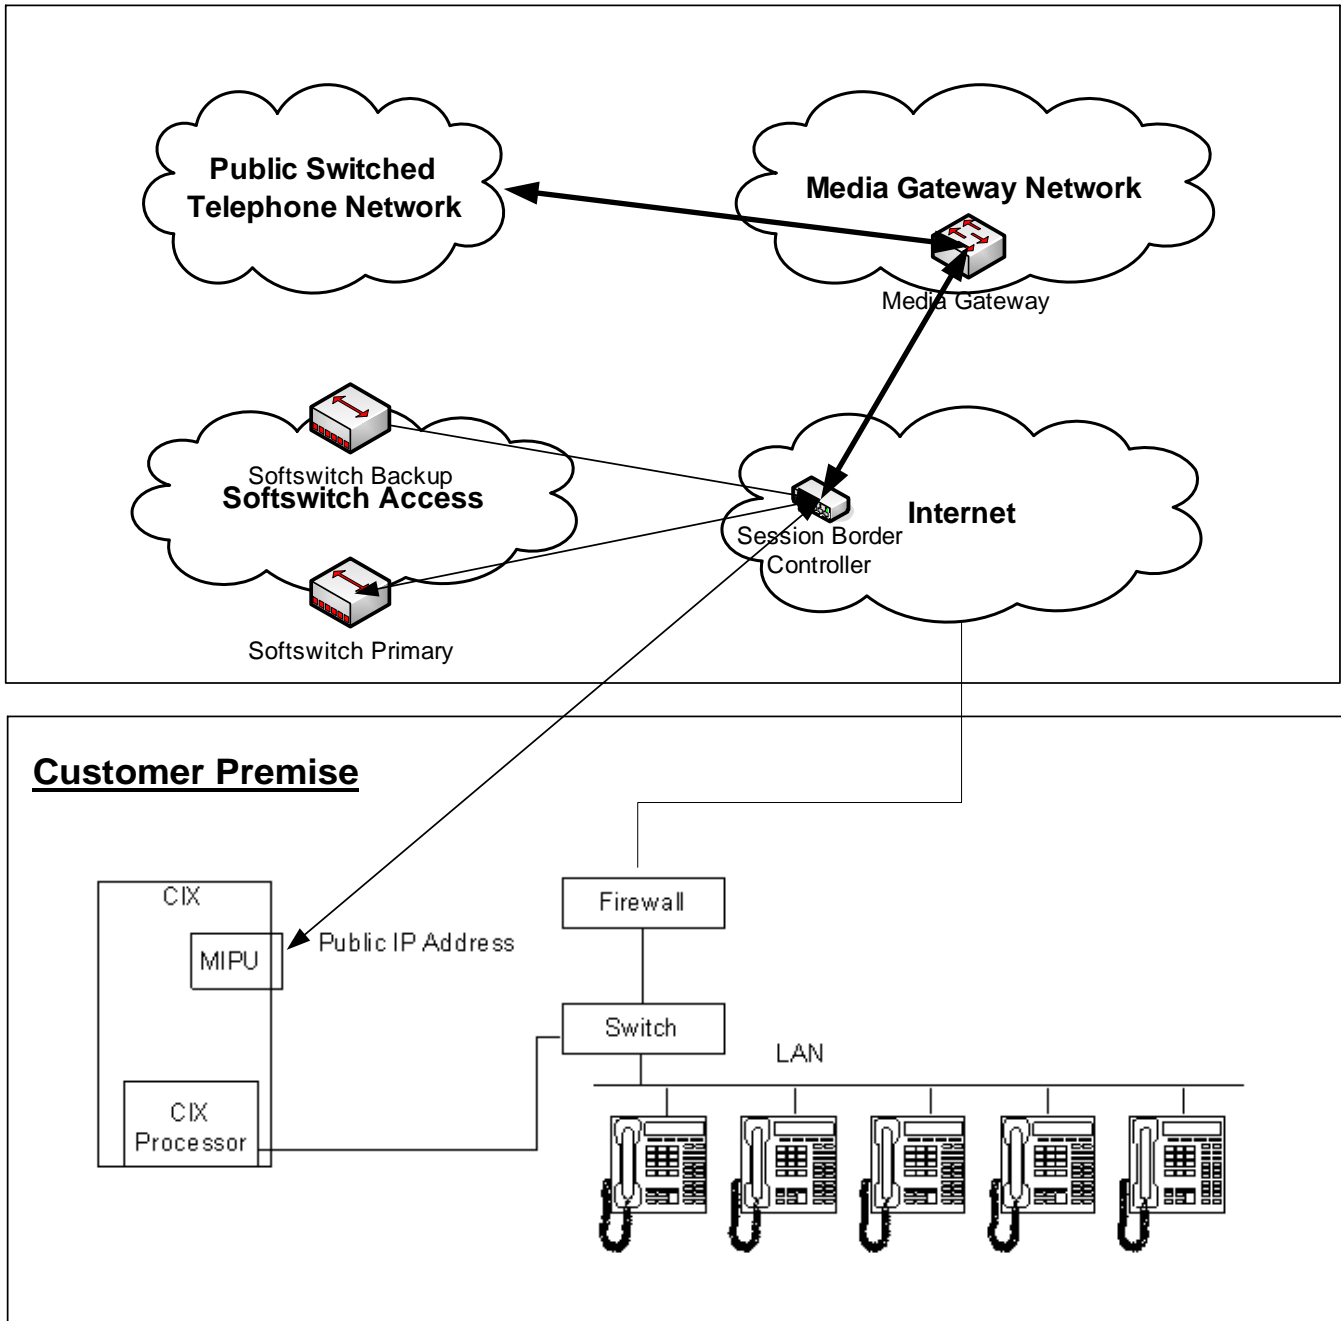 Public Switched
Telephone Network
Media Gateway Network
Media Gateway
Softswitch Backup
Softswitch Access
Softswitch Primary
Internet
Session Border
Controller
Customer Premise
CIX
MIPU
Public IP Address
CIX
Processor
Firewall
Switch
LAN